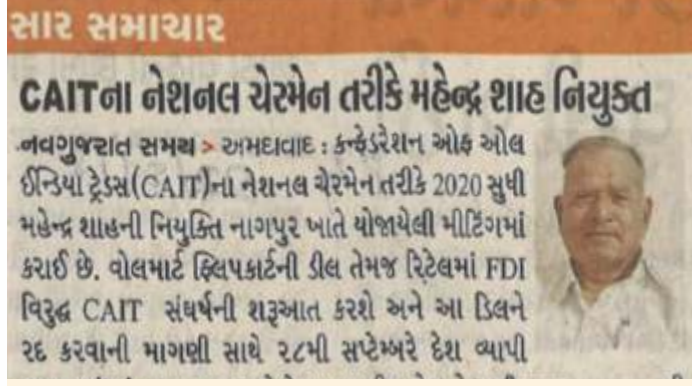 સાર સમાચાર
CAITના નેશનલ ચેરમેન તરીકે મહેન્દ્ર શાહ નિયુક્ત
નવગુજરાત સમય > અમદાવાદ : કન્ફેડરેશન ઓફ ઓલ
ઈન્ડિયા ટ્રેડસ(CAIT)ના નેશનલ ચેરમેન તરીકે 2020 સુધી
મહેન્દ્ર શાહની નિયુક્તિ નાગપુર ખાતે યોજાયેલી મીટિંગમાં
કરાઈ છે. વોલમાર્ટ ફ્લિપકાર્ટની ડીલ તેમજ રિટેલમાં FDI
વિરુદ્ધ CAIT સંઘર્ષની શરૂઆત કરશે અને આ ડિલને
રદ કરવાની માગણી સાથે ૨૮મી સપ્ટેમ્બરે દેશ વ્યાપી